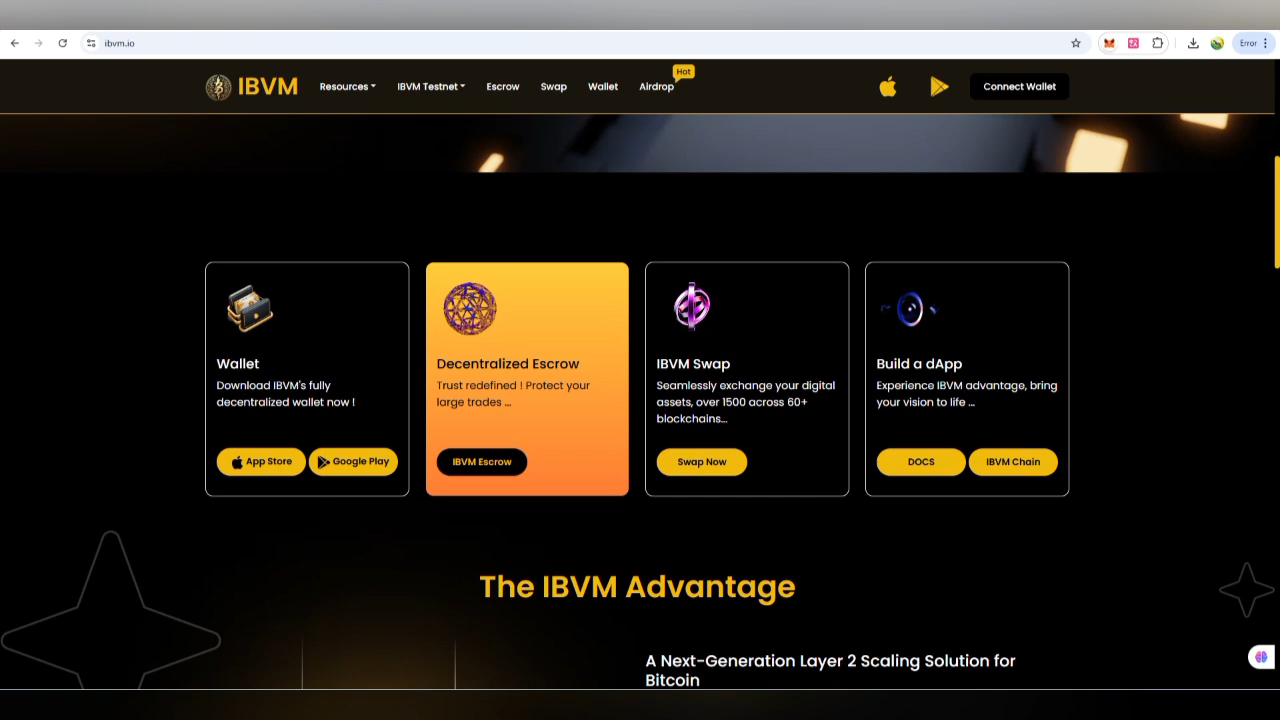 ibvm.io
Error
IBVM
Resources
IBVM Testnet
Escrow
Swap
Wallet
Airdrop
Hot
Connect Wallet
Wallet
Download IBVM's fully
decentralized wallet now !
App Store
Google Play
Decentralized Escrow
Trust redefined ! Protect your
large trades ...
IBVM Escrow
IBVM Swap
Seamlessly exchange your digital
assets, over 1500 across 60+
blockchains...
Swap Now
Build a dApp
Experience IBVM advantage, bring
your vision to life ...
DOCS
IBVM Chain
The IBVM Advantage
A Next-Generation Layer 2 Scaling Solution for
Bitcoin